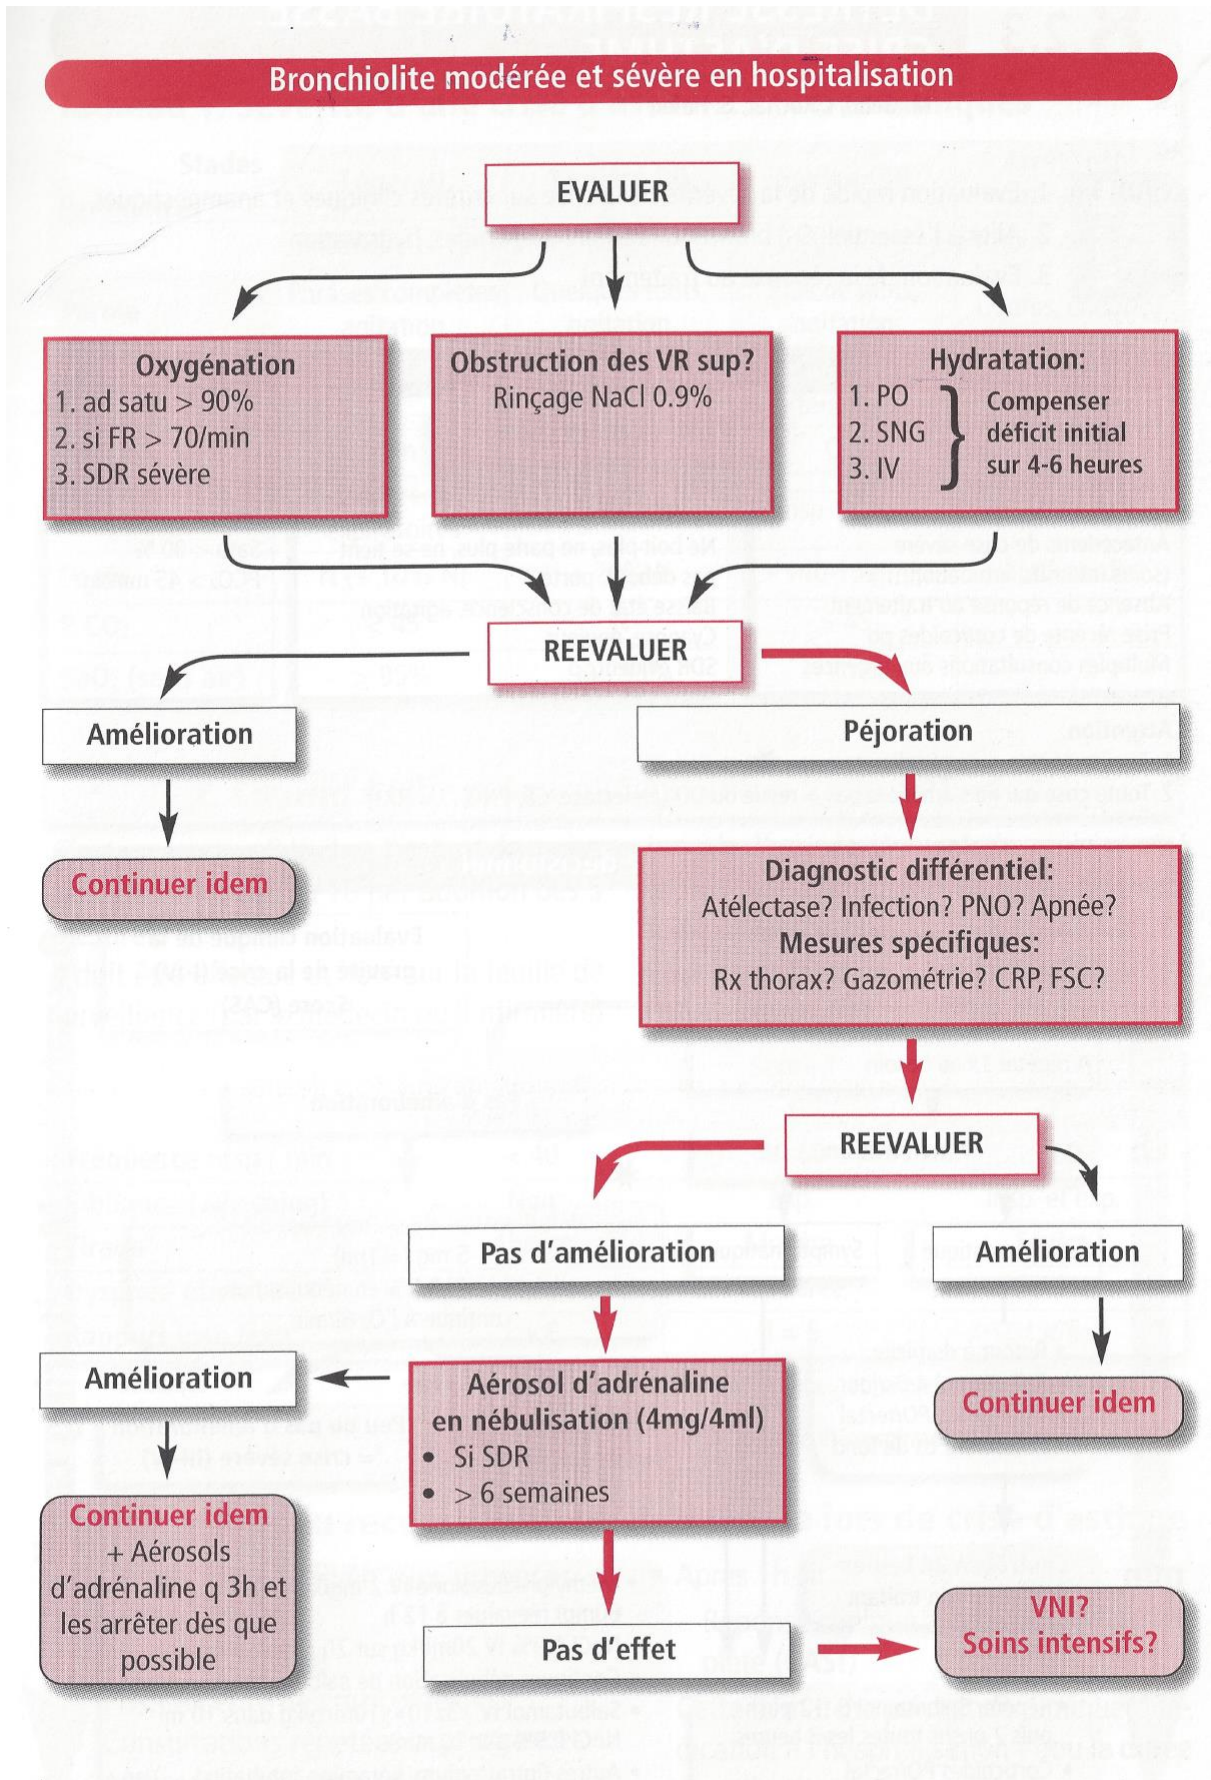 Bronchiolite modérée et sévère en hospitalisation
EVALUER
Oxygénation
1. ad satu > 90%
2. si FR > 70/min
3. SDR sévère
Obstruction des VR sup?
Rinçage NaCl 0.9%
Hydratation:
1. PO
2. SNG
3. IV
Compenser
déficit initial
sur 4-6 heures
REEVALUER
Amélioration
Continuer idem
Péjoration
Diagnostic différentiel:
Atélectase? Infection? PNO? Apnée?
Mesures spécifiques:
Rx thorax? Gazométrie? CRP, FSC?
REEVALUER
Pas d'amélioration
Amélioration
Continuer idem
Aérosol d'adrénaline
en nébulisation (4mg/4ml)
• Si SDR
• > 6 semaines
Amélioration
Continuer idem
+ Aérosols
d'adrénaline q 3h et
les arrêter dès que
possible
Pas d'effet
VNI?
Soins intensifs?